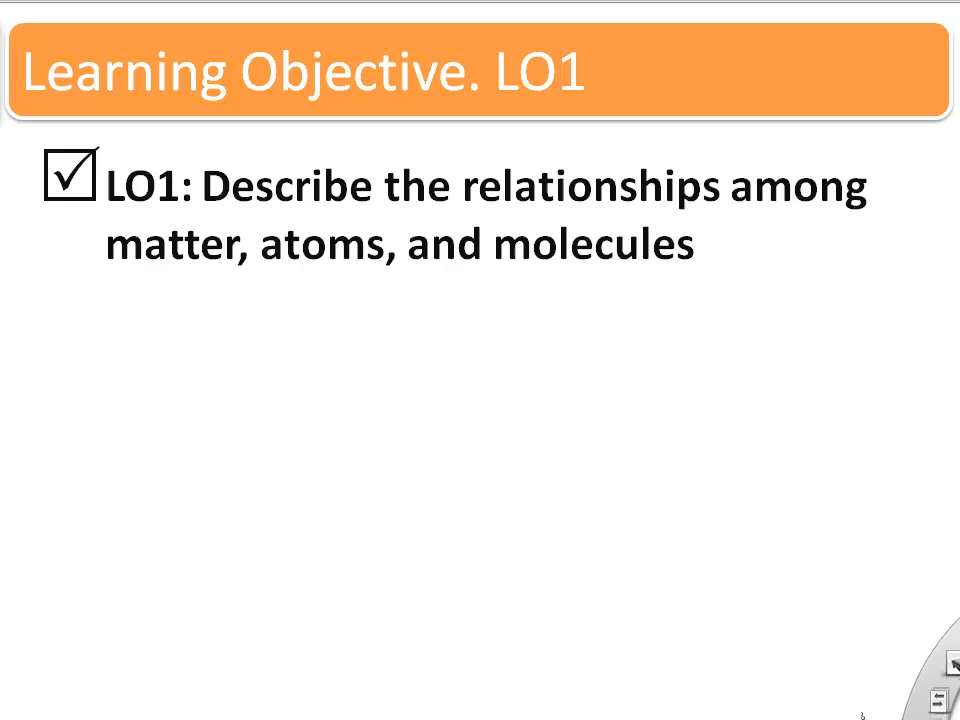 Learning Objective. LO1
LO1: Describe the relationships among
matter, atoms, and molecules